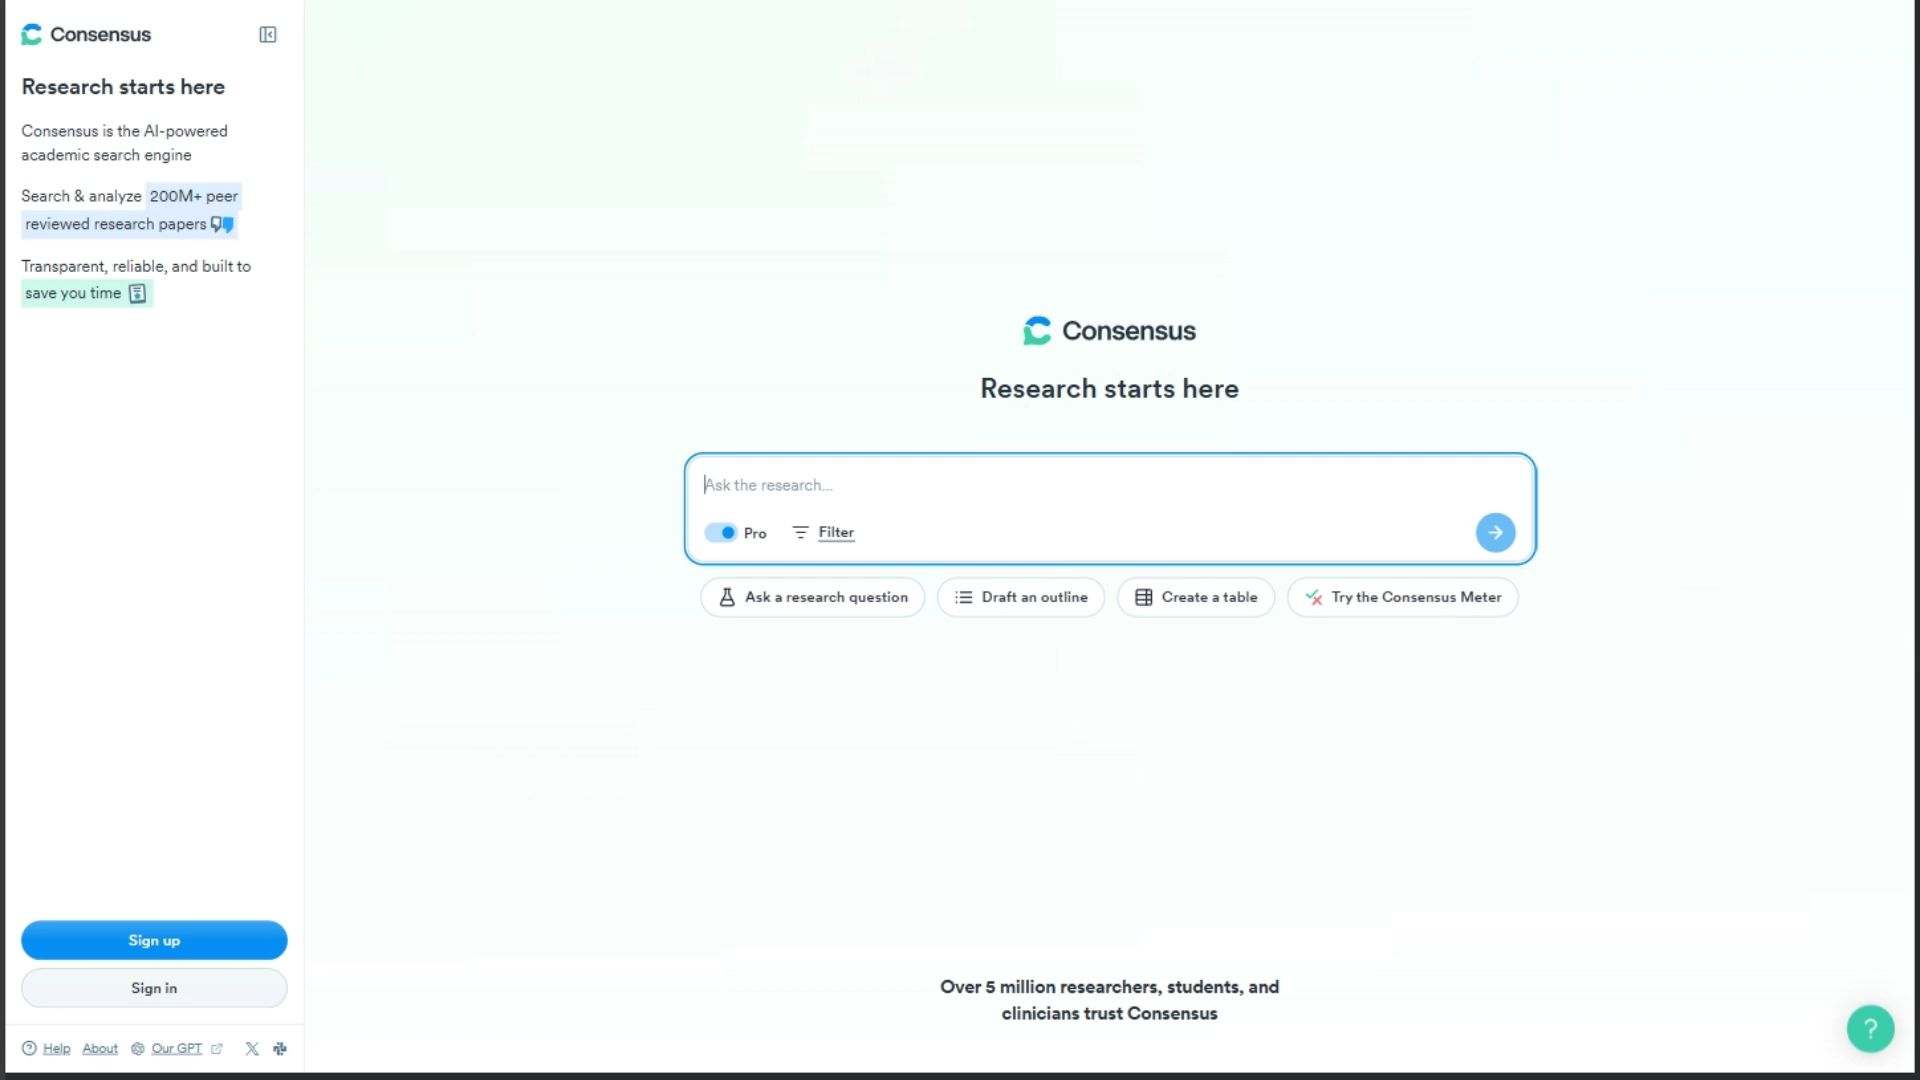 Consensus
Research starts here
Consensus is the AI-powered
academic search engine
Search & analyze 200M+ peer
reviewed research papers
Transparent, reliable, and built to
save you time
Sign up
Sign in
Help About Our GPT
Consensus
Research starts here
Ask the research...
Pro Filter
Ask a research question Draft an outline Create a table Try the Consensus Meter
Over 5 million researchers, students, and
clinicians trust Consensus
?